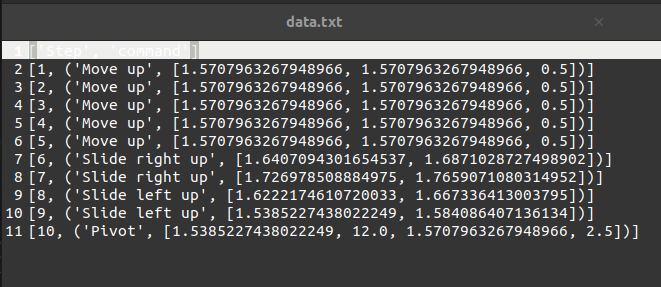 data.txt
1 ['Step', 'command']
2 [1, ('Move up', [1.5707963267948966, 1.5707963267948966, 0.5])]
3 [2, ('Move up', [1.5707963267948966, 1.5707963267948966, 0.5])]
4 [3, ('Move up', [1.5707963267948966, 1.5707963267948966, 0.5])]
5 [4, ('Move up', [1.5707963267948966, 1.5707963267948966, 0.5])]
6 [5, ('Move up', [1.5707963267948966, 1.5707963267948966, 0.5])]
7 [6, ('Slide right up', [1.6407094301654537, 1.6871028727498902])]
8 [7, ('Slide right up', [1.726978508884975, 1.7659071080314952])]
9 [8, ('Slide left up', [1.6222174610720033, 1.667336413003795])]
10 [9, ('Slide left up', [1.5385227438022249, 1.584086407136134])]
11 [10, ('Pivot', [1.5385227438022249, 12.0, 1.5707963267948966, 2.5])]